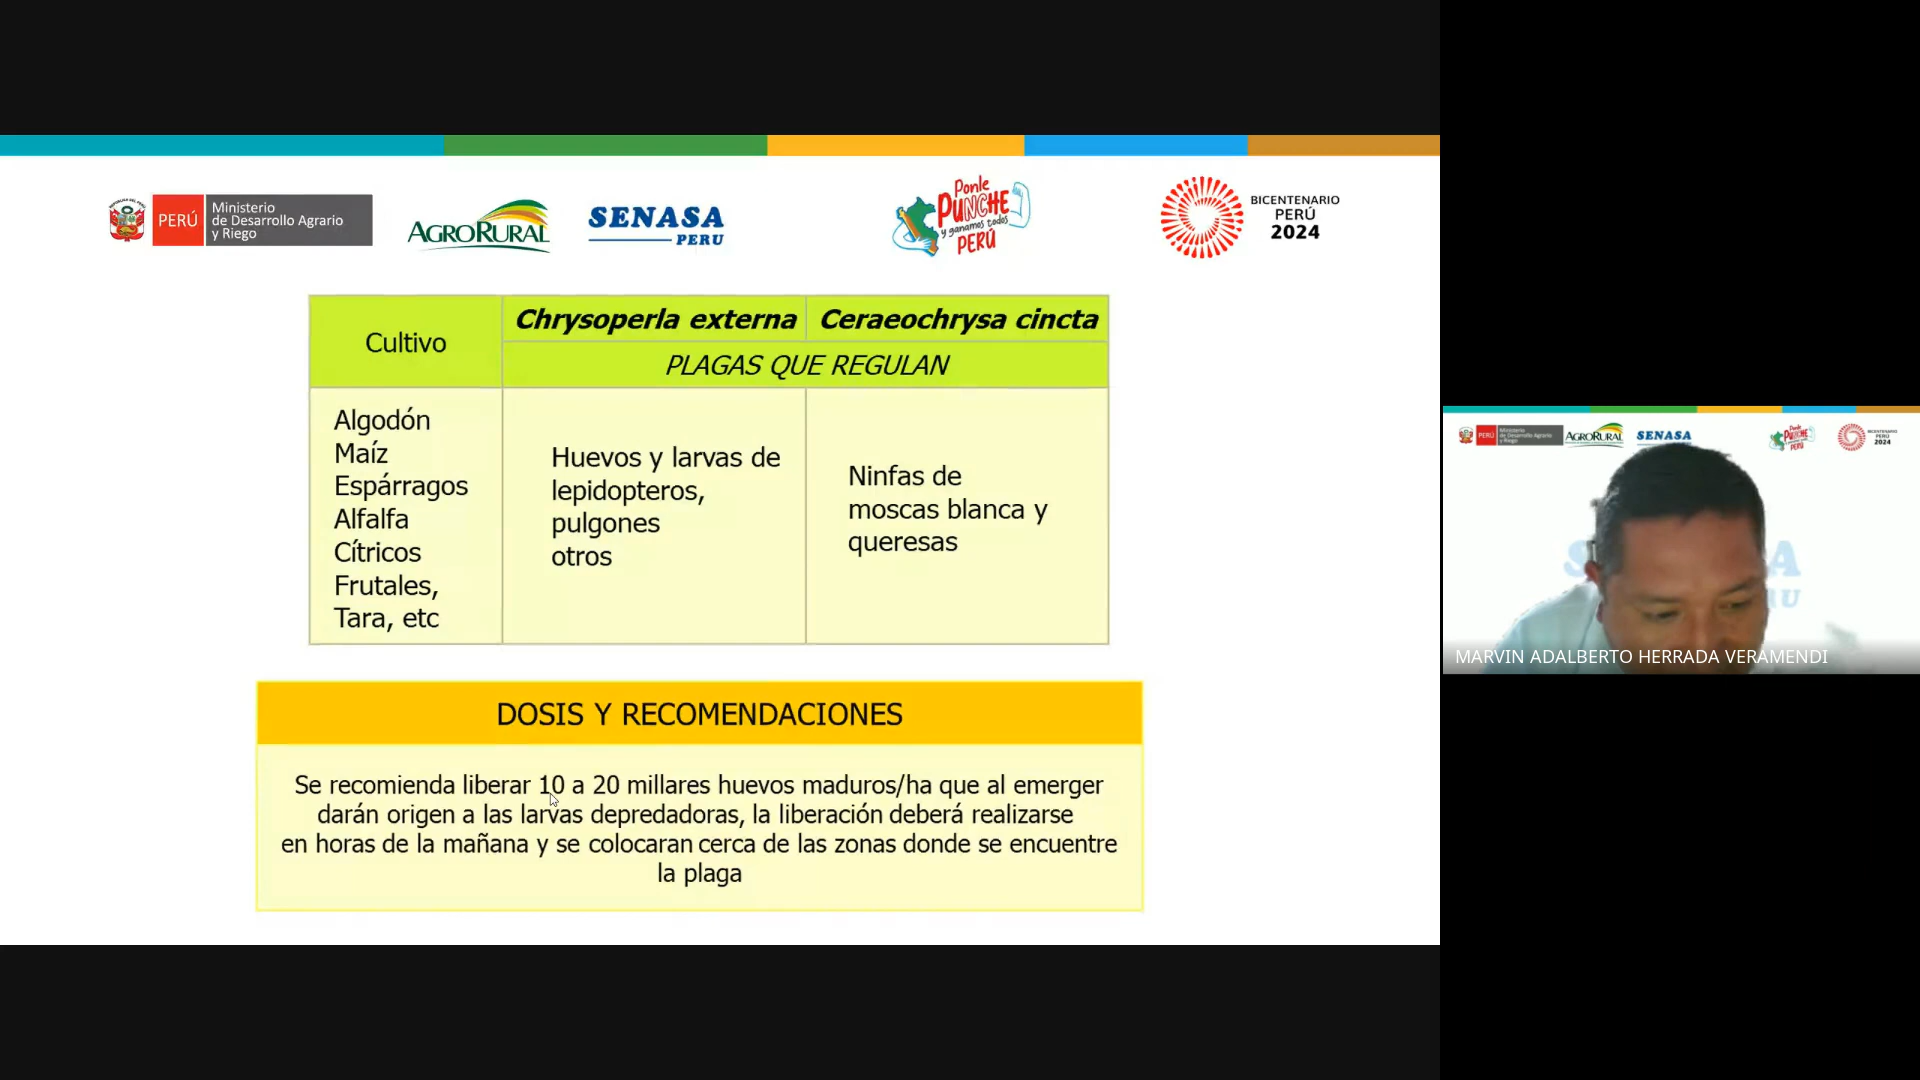 PERÚ
Ministerio
de Desarrollo Agrario
y Riego
AGRORURAL
SENASA
PERU
Ponle
PUNCHE
y ganamos todos
PERÚ
BICENTENARIO
PERÚ
2024
Cultivo
Chrysoperla externa
Ceraeochrysa cincta
PLAGAS QUE REGULAN
Algodón
Maíz
Espárragos
Alfalfa
Cítricos
Frutales,
Tara, etc
Huevos y larvas de
lepidopteros,
pulgones
otros
Ninfas de
moscas blanca y
queresas
DOSIS Y RECOMENDACIONES
Se recomienda liberar 10 a 20 millares huevos maduros/ha que al emerger
darán origen a las larvas depredadoras, la liberación deberá realizarse
en horas de la mañana y se colocaran cerca de las zonas donde se encuentre
la plaga
PERÚ
AGRORURAL
SENASA
MARVIN ADALBERTO HERRADA VERAMENDI